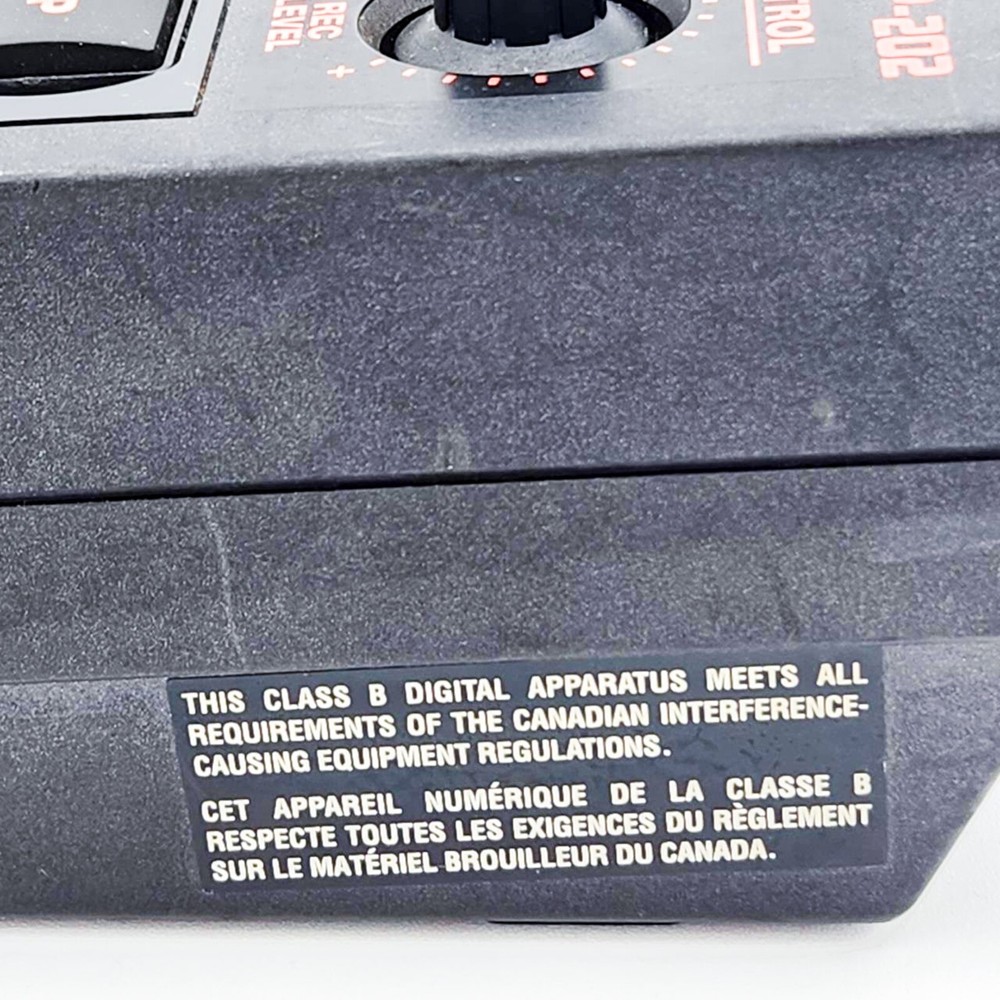 REC
LEVEL
+
TROL
-202
THIS CLASS B DIGITAL APPARATUS MEETS ALL
REQUIREMENTS OF THE CANADIAN INTERFERENCE-
CAUSING EQUIPMENT REGULATIONS.
CET APPAREIL NUMÉRIQUE DE LA CLASSE B
RESPECTE TOUTES LES EXIGENCES DU RÈGLEMENT
SUR LE MATÉRIEL BROUILLEUR DU CANADA.